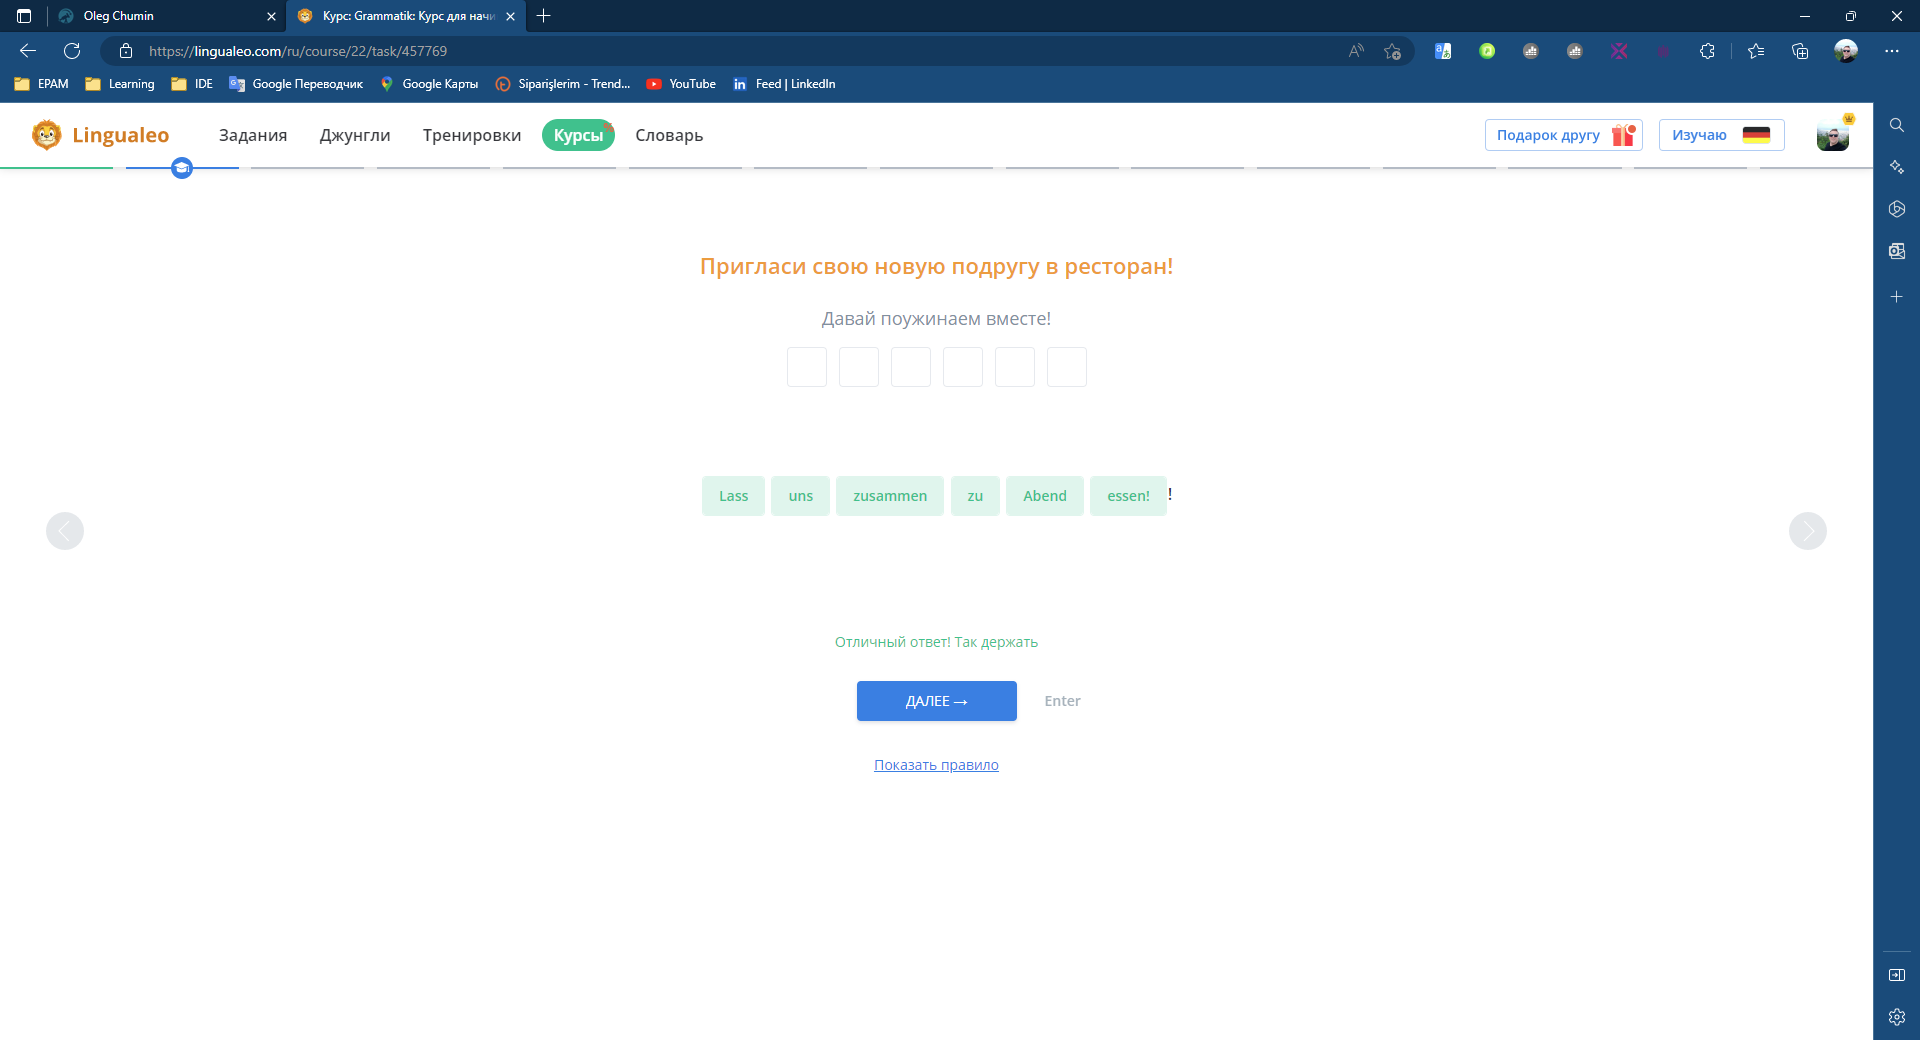 Oleg Chumin
Курс: Grammatik: Курс для начи
https://lingualeo.com/ru/course/22/task/457769
EPAM Learning IDE Google Переводчик Google Карты Siparişlerim - Trend... YouTube Feed | LinkedIn
Lingualeo Задания Джунгли Тренировки Курсы Словарь Подарок другу Изучаю
Пригласи свою новую подругу в ресторан!
Давай поужинаем вместе!
Lass uns zusammen zu Abend essen! !
Отличный ответ! Так держать
ДАЛЕЕ → Enter
Показать правило